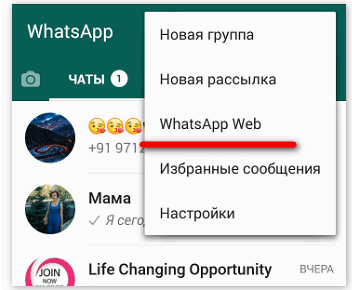 WhatsApp
ЧАТЫ 1
Новая группа
Новая рассылка
WhatsApp Web
Избранные сообщения
Настройки
😘😘😘
+91 971
Мама
✓ Я сего
JOIN
NOW
Life Changing Opportunity
ВЧЕРА